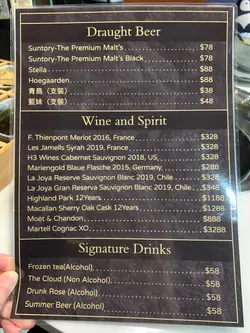 Draught Beer
Suntory-The Premium Malt's $78
Suntory-The Premium Malt's Black $78
Stella $88
Hoegaarden $88
青島（支裝） $38
藍妹（支裝） $48
Wine and Spirit
F. Thienpont Merlot 2016, France $328
Les Jamells Syrah 2019, France $328
H3 Wines Cabernet Sauvignon 2018, US $328
Mariengold Blaue Flasche 2015, Germany $288
La Joya Reserva Sauvignon Blanc 2019, Chile $328
La Joya Gran Reserva Sauvignon Blanc 2019, Chile $348
Highland Park 12Years $1188
Macallan Sherry Oak Cask 12Years $1288
Moët & Chandon $888
Martell Cognac XO $3288
Signature Drinks
Frozen tea(Alcohol) $58
The Cloud (Non Alcohol) $58
Drunk Rose (Alcohol) $58
Summer Beer (Alcohol) $58